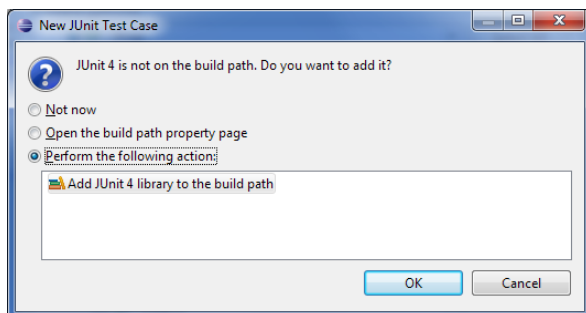 New JUnit Test Case
JUnit 4 is not on the build path. Do you want to add it?
Not now
Open the build path property page
Perform the following action:
Add JUnit 4 library to the build path
OK Cancel